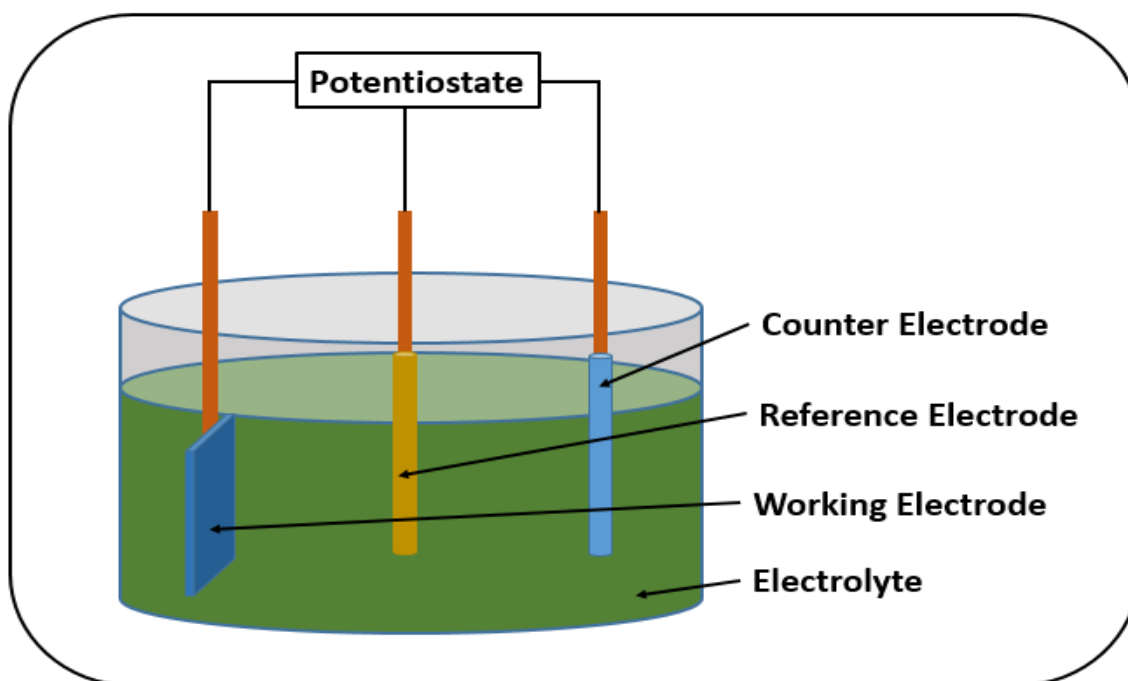 Potentiostate
Counter Electrode
Reference Electrode
Working Electrode
Electrolyte